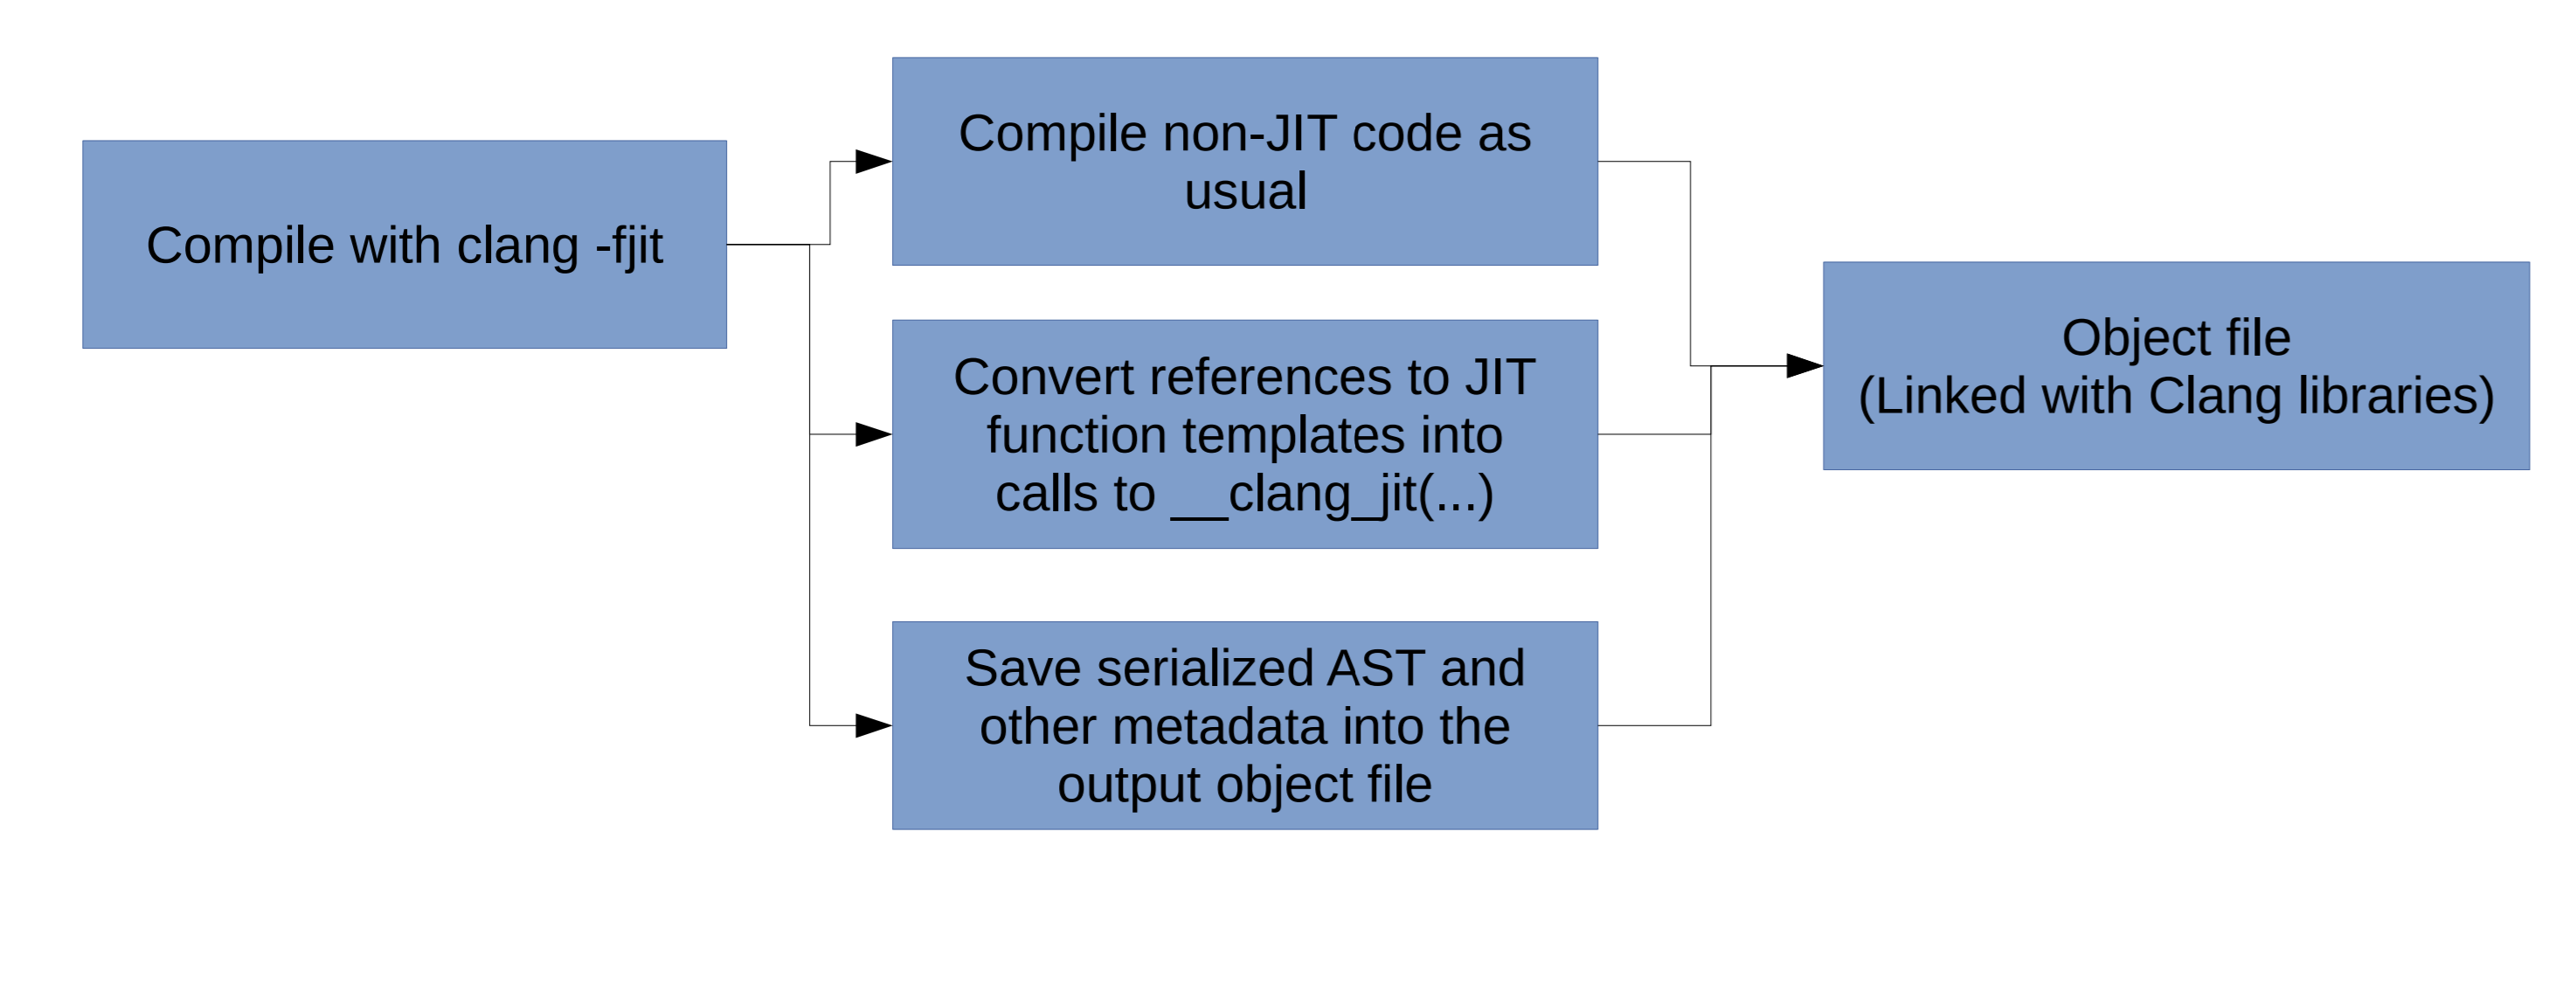 Compile with clang -fjit
Compile non-JIT code as
usual
Convert references to JIT
function templates into
calls to __clang_jit(...)
Save serialized AST and
other metadata into the
output object file
Object file
(Linked with Clang libraries)